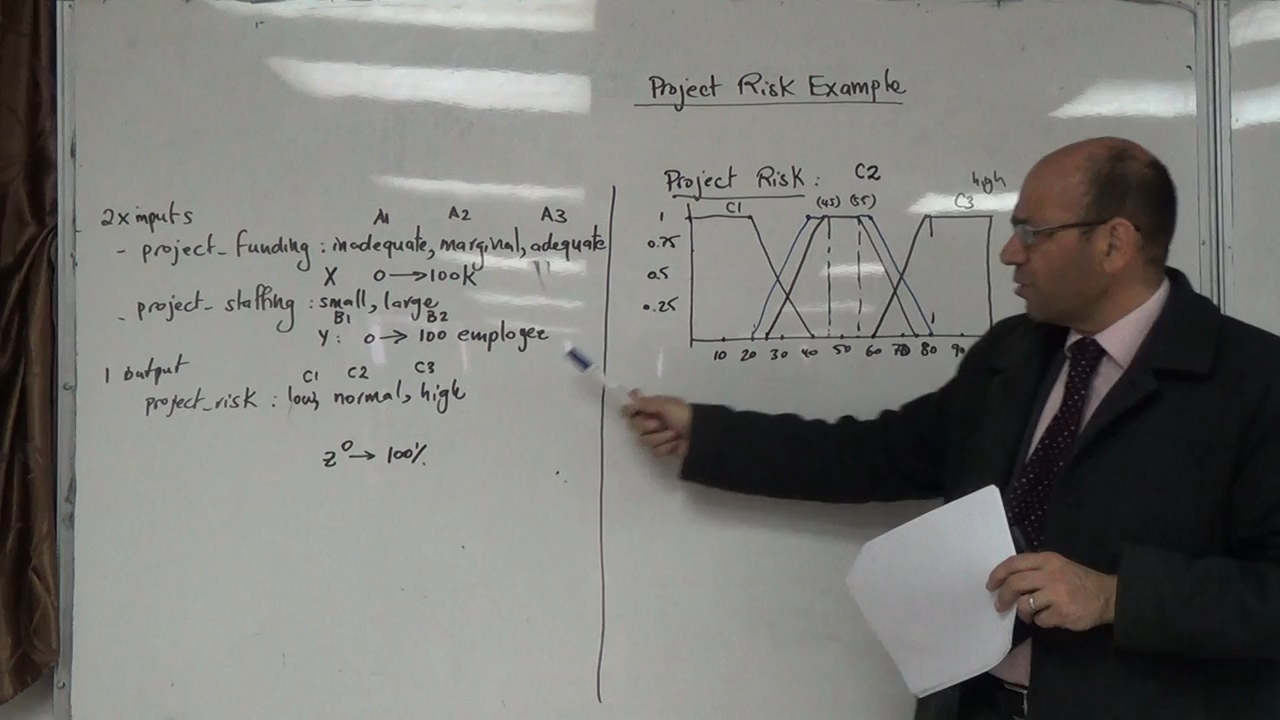 Project Risk Example
2x inputs
A1 A2 A3
- project_funding : inadequate, marginal, adequate
X 0→100K
- project_staffing : small, large
B1 B2
Y: 0→ 100 employee
1 output
C1 C2 C3
project_risk : low, normal, high
Z 0→ 100%
Project Risk :
C2
high
C1 (45) (55) C3
1
0.75
0.5
0.25
10 20 30 40 50 60 70 80 90